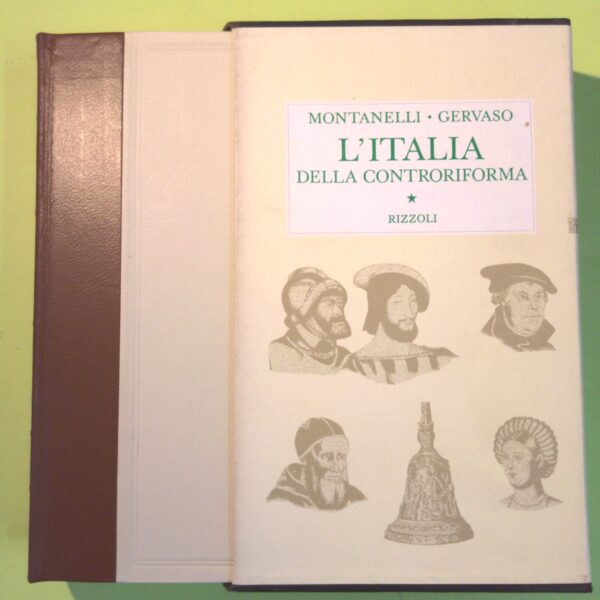 MONTANELLI · GERVASO
L'ITALIA
DELLA CONTRORIFORMA
★
RIZZOLI